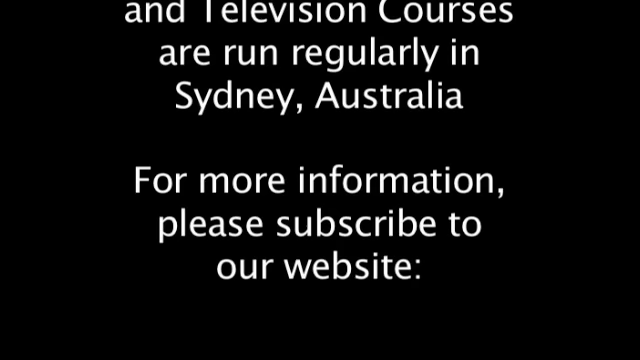 and Television Courses
are run regularly in
Sydney, Australia
For more information,
please subscribe to
our website: